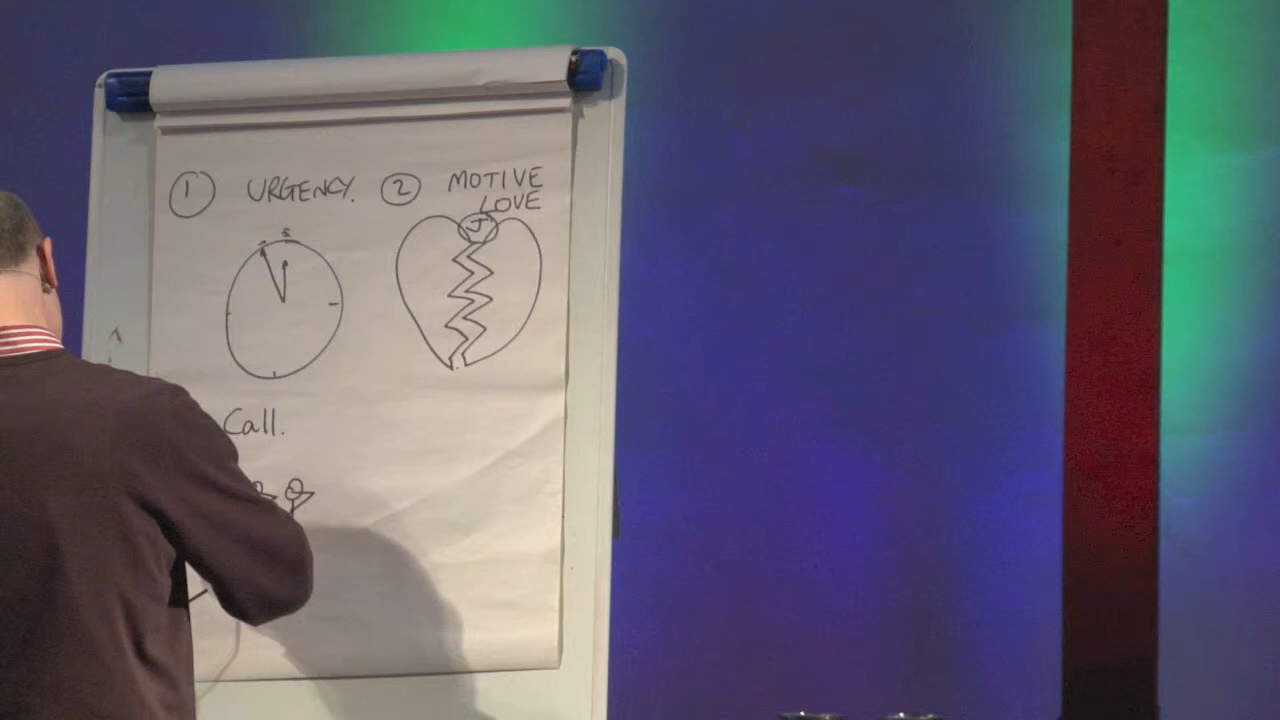 ① URGENCY.
② MOTIVE
LOVE
J
Call.